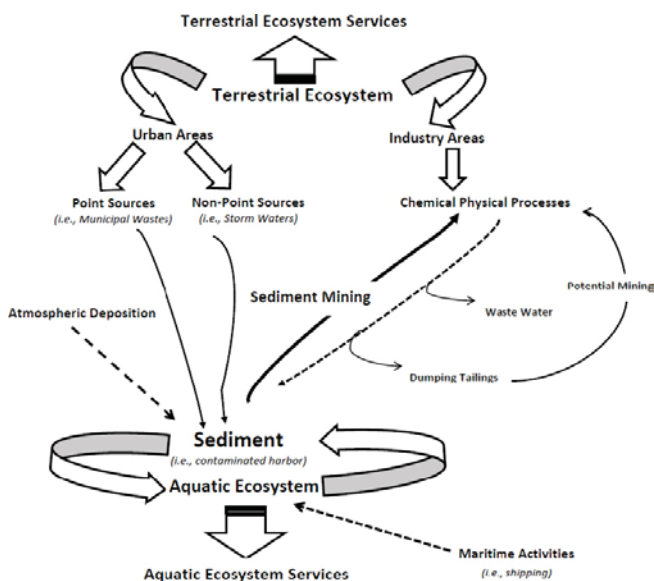 Terrestrial Ecosystem Services
Terrestrial Ecosystem
Urban Areas
Industry Areas
Point Sources
(i.e., Municipal Wastes)
Non-Point Sources
(i.e., Storm Waters)
Chemical Physical Processes
Sediment Mining
Potential Mining
Atmospheric Deposition
Waste Water
Dumping Tailings
Sediment
(i.e., contaminated harbor)
Aquatic Ecosystem
Maritime Activities
(i.e., shipping)
Aquatic Ecosystem Services